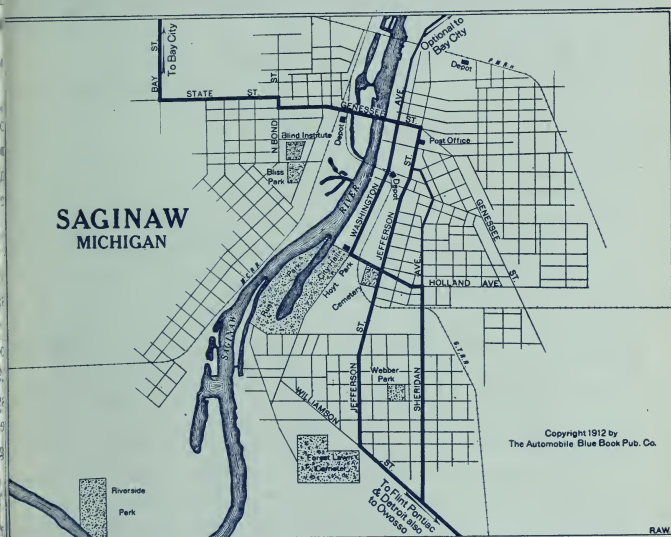 Optional to
Bay City
BAY ST.
To Bay City
P.M.R.R
Depot
STATE ST.
ST.
AVE
GENESSEE
ST.
N BOND
Blind Institute
Depot
Post Office
ST.
Bliss
Park
Depot
RIVER
WASHINGTON
JEFFERSON
GENESSEE
ST.
SAGINAW
MICHIGAN
M.C.R.R.
City Hall
Park
Hoyt Park
Cemetery
AVE.
HOLLAND AVE.
SAGINAW
ST.
G.T.R.R.
JEFFERSON
Webber
Park
SHERIDAN
WILLIAMSON
ST.
Copyright 1912 by
The Automobile Blue Book Pub. Co.
Forest Lawn
Cemetery
Riverside
Park
To Flint Pontiac
& Detroit also
to Owosso
RAW